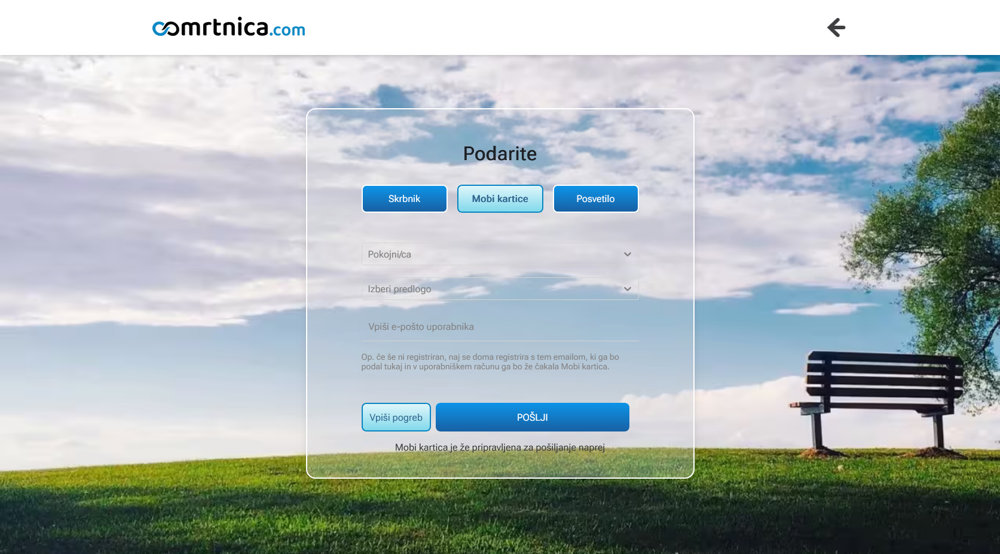 omrtnica.com
Podarite
Skrbnik
Mobi kartice
Posvetilo
Pokojni/ca
Izberi predlogo
Vpiši e-pošto uporabnika
Op. če še ni registriran, naj se doma registrira s tem emailom, ki ga bo
podal tukaj in v uporabniškem računu ga bo že čakala Mobi kartica.
Vpiši pogreb
POŠLJI
Mobi kartica je že pripravljena za pošiljanje naprej